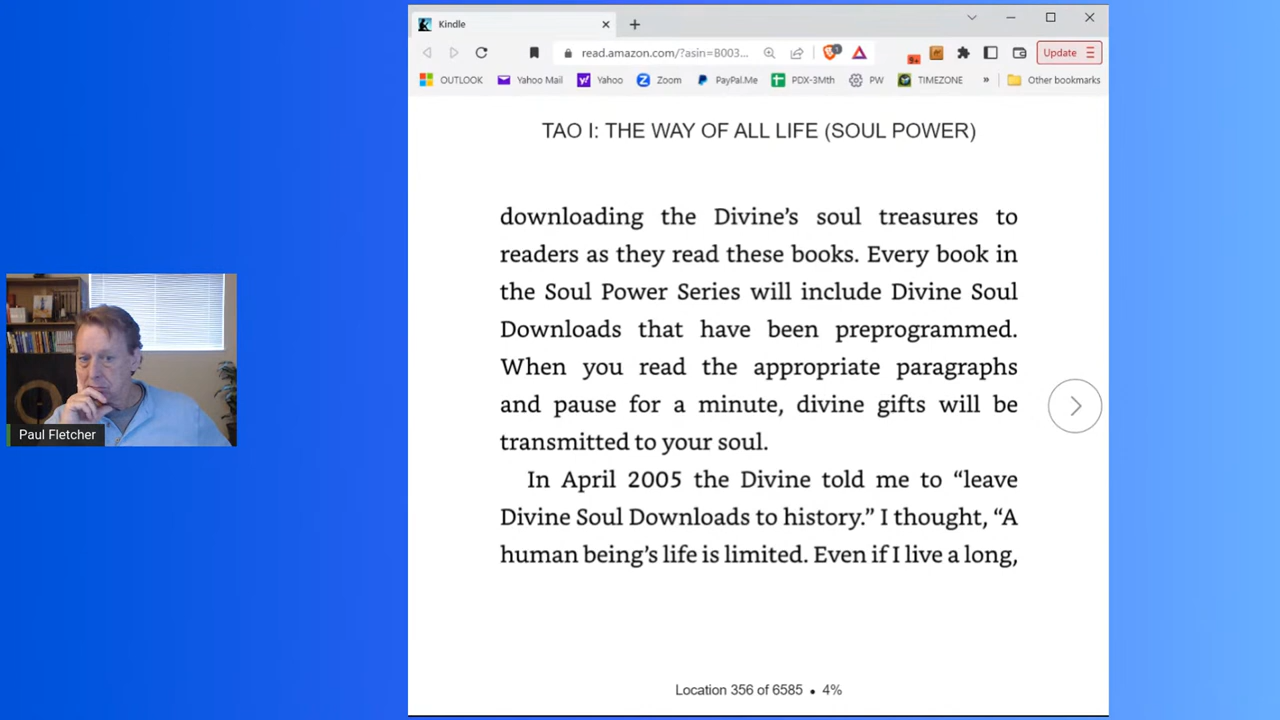 Kindle
read.amazon.com/?asin=B003...
1
9+
Update
OUTLOOK
Yahoo Mail
Yahoo
Zoom
PayPal.Me
PDX-3Mth
PW
TIMEZONE
»
Other bookmarks
TAO I: THE WAY OF ALL LIFE (SOUL POWER)
downloading the Divine’s soul treasures to
readers as they read these books. Every book in
the Soul Power Series will include Divine Soul
Downloads that have been preprogrammed.
When you read the appropriate paragraphs
and pause for a minute, divine gifts will be
transmitted to your soul.
In April 2005 the Divine told me to “leave
Divine Soul Downloads to history.” I thought, “A
human being’s life is limited. Even if I live a long,
Location 356 of 6585 • 4%
Paul Fletcher